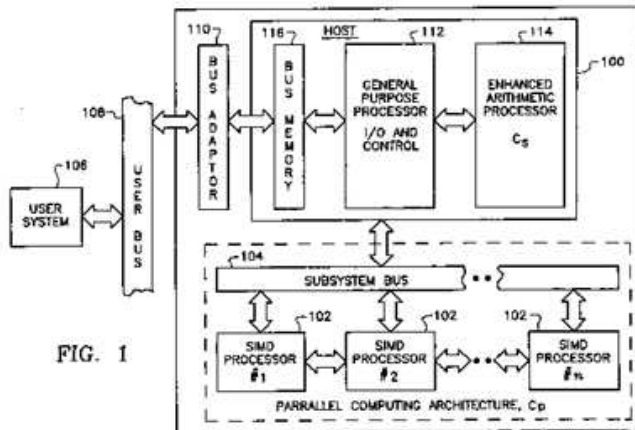 110
116
HOST
112
114
100
BUS ADAPTOR
BUS MEMORY
GENERAL
PURPOSE
PROCESSOR
I/O AND
CONTROL
ENHANCED
ARITHMETIC
PROCESSOR
Cs
108
USER BUS
106
USER
SYSTEM
104
SUBSYSTEM BUS
102
102
102
SIMD
PROCESSOR
#1
SIMD
PROCESSOR
#2
SIMD
PROCESSOR
#n
FIG. 1
PARRALLEL COMPUTING ARCHITECTURE, Cp